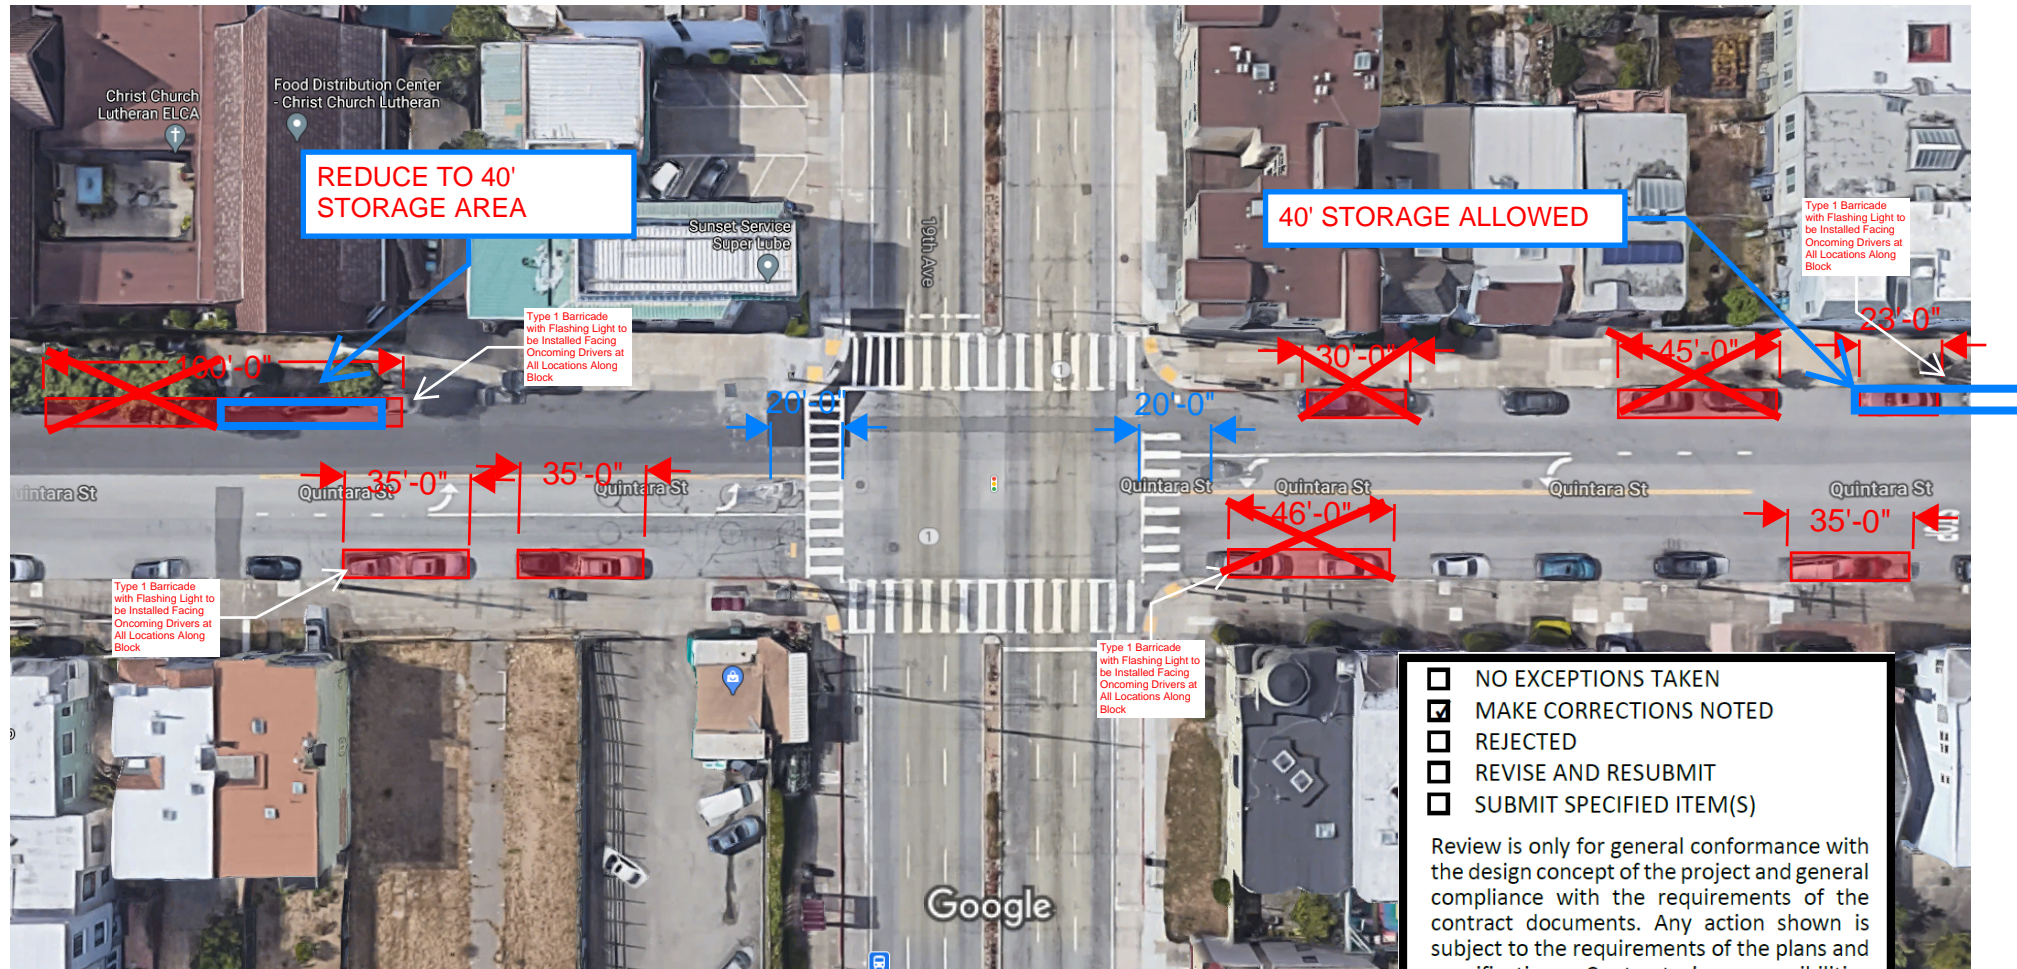 Christ Church
Lutheran ELCA
Food Distribution Center
- Christ Church Lutheran
REDUCE TO 40'
STORAGE AREA
Sunset Service
Super Lube
19th Ave
40' STORAGE ALLOWED
Type 1 Barricade
with Flashing Light to
be Installed Facing
Oncoming Drivers at
All Locations Along
Block
Type 1 Barricade
with Flashing Light to
be Installed Facing
Oncoming Drivers at
All Locations Along
Block
100'-0"
20'-0"
1
20'-0"
30'-0"
45'-0"
23'-0"
35'-0"
35'-0"
uintara St
Quintara St
Quintara St
Quintara St
Quintara St
Quintara St
Quintara St
46'-0"
35'-0"
1
Type 1 Barricade
with Flashing Light to
be Installed Facing
Oncoming Drivers at
All Locations Along
Block
Type 1 Barricade
with Flashing Light to
be Installed Facing
Oncoming Drivers at
All Locations Along
Block
NO EXCEPTIONS TAKEN
MAKE CORRECTIONS NOTED
REJECTED
REVISE AND RESUBMIT
SUBMIT SPECIFIED ITEM(S)
Review is only for general conformance with
the design concept of the project and general
compliance with the requirements of the
contract documents. Any action shown is
subject to the requirements of the plans and
Google